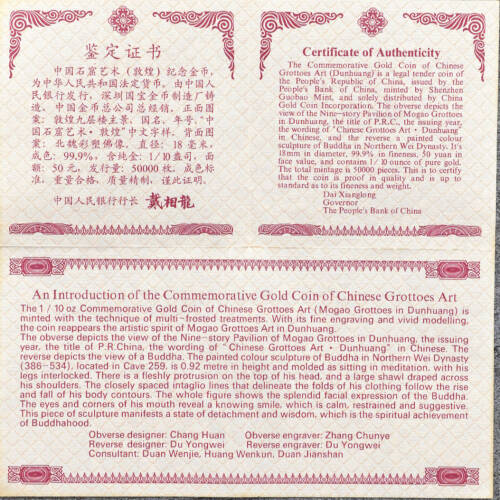 鉴定证书
中国石窟艺术（敦煌）纪念金币，
为中华人民共和国法定货币。由中国人
民银行发行，深圳国宝金币制造厂铸
造，中国金币总公司总经销。正面图
案：敦煌九层楼主景、国名、年号、“中
国石窟艺术·敦煌”中文字样。背面图
案：北魏彩塑佛像。直径：18毫米，
成色：99.9%，含纯金：1/10盎司，面
额：50元，发行量：50000枚。成色标
准，重量合格，质量精制，谨此证明。
中国人民银行行长 戴相龙
Certificate of Authenticity
The Commemorative Gold Coin of Chinese
Grottoes Art (Dunhuang) is a legal tender coin of
the People's Republic of China, issued by the
People's Bank of China, minted by Shenzhen
Guobao Mint, and solely distributed by China
Gold Coin Incorporation. The obverse depicts the
view of the Nine-story Pavilion of Mogao Grottoes
in Dunhuang, the title of P.R.C., the issuing year,
the wording of "Chinese Grottoes Art · Dunhuang"
in Chinese, and the reverse a painted colour
sculpture of Buddha in Northern Wei Dynasty. It's
18mm in diameter, 99.9% in fineness, 50 yuan in
face value, and contains 1/10 ounce of pure gold.
The total mintage is 50000 pieces. This is to certify
that the coin is proof in quality and is up to
standard as to its fineness and weight.
Dai Xianglong
Governor
The People's Bank of China
An Introduction of the Commemorative Gold Coin of Chinese Grottoes Art
The 1/10 oz Commemorative Gold Coin of Chinese Grottoes Art (Mogao Grottoes in Dunhuang) is
minted with the technique of multi-frosted treatments. With its fine engraving and vivid modelling,
the coin reappears the artistic spirit of Mogao Grottoes Art in Dunhuang.
The obverse depicts the view of the Nine-story Pavilion of Mogao Grottoes in Dunhuang, the issuing
year, the title of P.R.China, the wording of "Chinese Grottoes Art · Dunhuang" in Chinese. The
reverse depicts the view of a Buddha. The painted colour sculpture of Buddha in Northern Wei Dynasty
(386-534), located in Cave 259, is 0.92 metre in height and molded as sitting in meditation, with his
legs interlocked. There is a fleshly protrusion on the top of his head, and a large shawl draped across
his shoulders. The closely spaced intaglio lines that delineate the folds of his clothing follow the rise
and fall of his body contours. The whole figure shows the splendid facial expression of the Buddha.
The eyes and corners of his mouth reveal a knowing smile, which is calm, restrained and suggestive.
This piece of sculpture manifests a state of detachment and wisdom, which is the spiritual achievement
of Buddhahood.
Obverse designer: Chang Huan Obverse engraver: Zhang Chunye
Reverse designer: Du Yongwei Reverse engraver: Du Yongwei
Consultant: Duan Wenjie, Huang Wenkun, Duan Jianshan